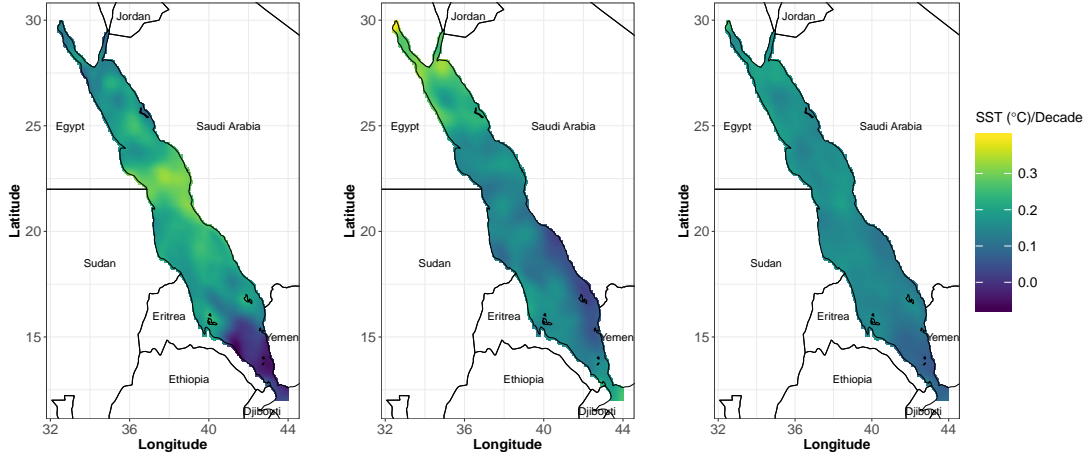 Jordan
Egypt
Saudi Arabia
Sudan
Eritrea
Yemen
Ethiopia
Djibouti
30
25
20
15
32
36
40
44
Latitude
Longitude
Jordan
Egypt
Saudi Arabia
Sudan
Eritrea
Yemen
Ethiopia
Djibouti
30
25
20
15
32
36
40
44
Latitude
Longitude
Jordan
Egypt
Saudi Arabia
Sudan
Eritrea
Yemen
Ethiopia
Djibouti
30
25
20
15
32
36
40
44
Latitude
Longitude
SST (°C)/Decade
0.3
0.2
0.1
0.0